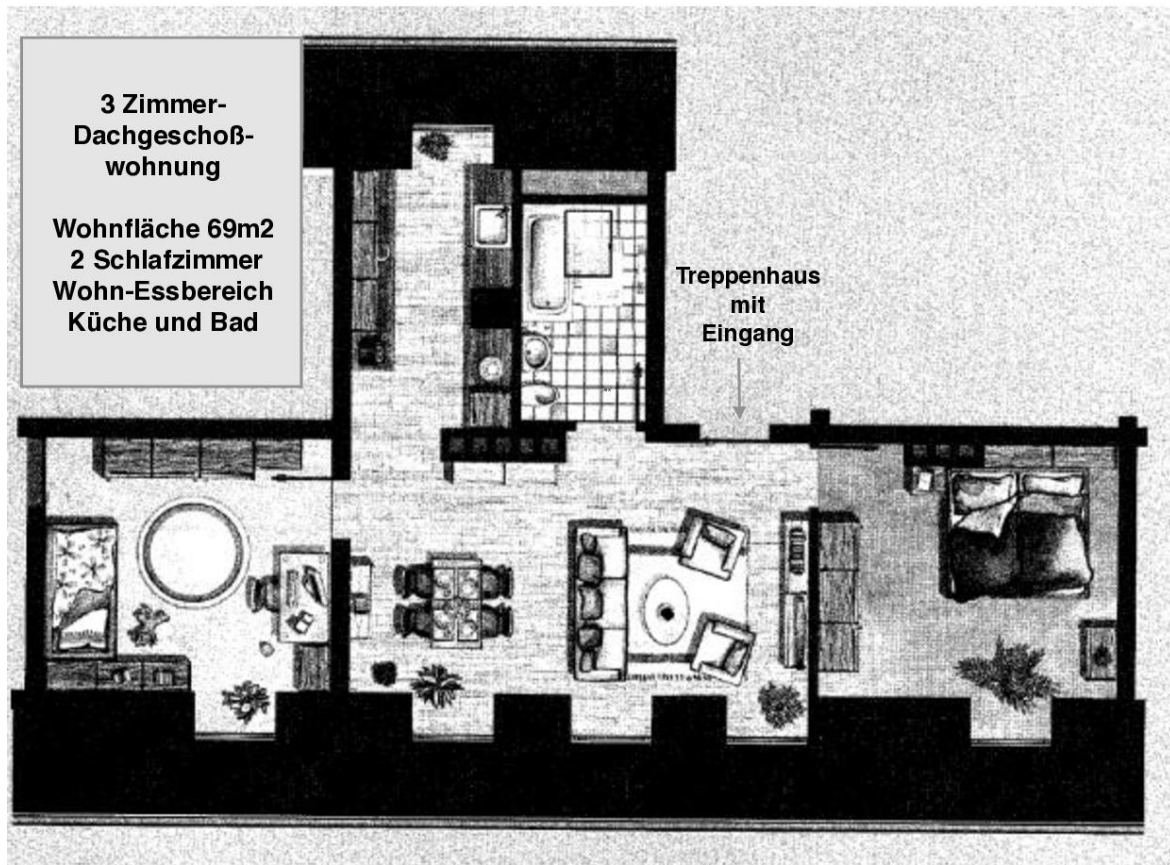 3 Zimmer-
Dachgeschoß-
wohnung
Wohnfläche 69m2
2 Schlafzimmer
Wohn-Essbereich
Küche und Bad
Treppenhaus
mit
Eingang